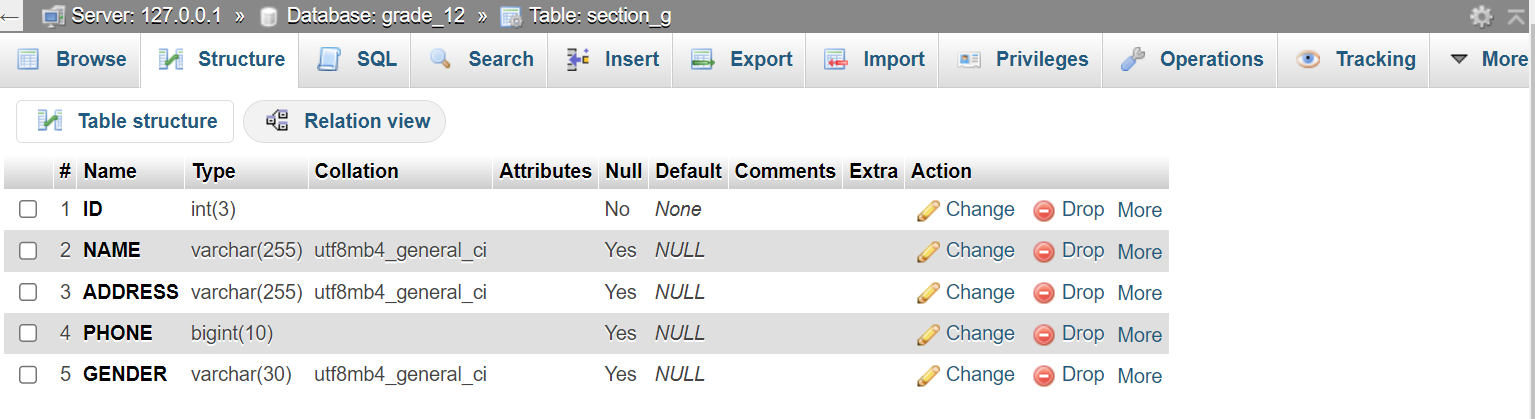 Server: 127.0.0.1 » Database: grade_12 » Table: section_g
Browse Structure SQL Search Insert Export Import Privileges Operations Tracking More
Table structure Relation view
# Name Type Collation Attributes Null Default Comments Extra Action
1 ID int(3) No None Change Drop More
2 NAME varchar(255) utf8mb4_general_ci Yes NULL Change Drop More
3 ADDRESS varchar(255) utf8mb4_general_ci Yes NULL Change Drop More
4 PHONE bigint(10) Yes NULL Change Drop More
5 GENDER varchar(30) utf8mb4_general_ci Yes NULL Change Drop More